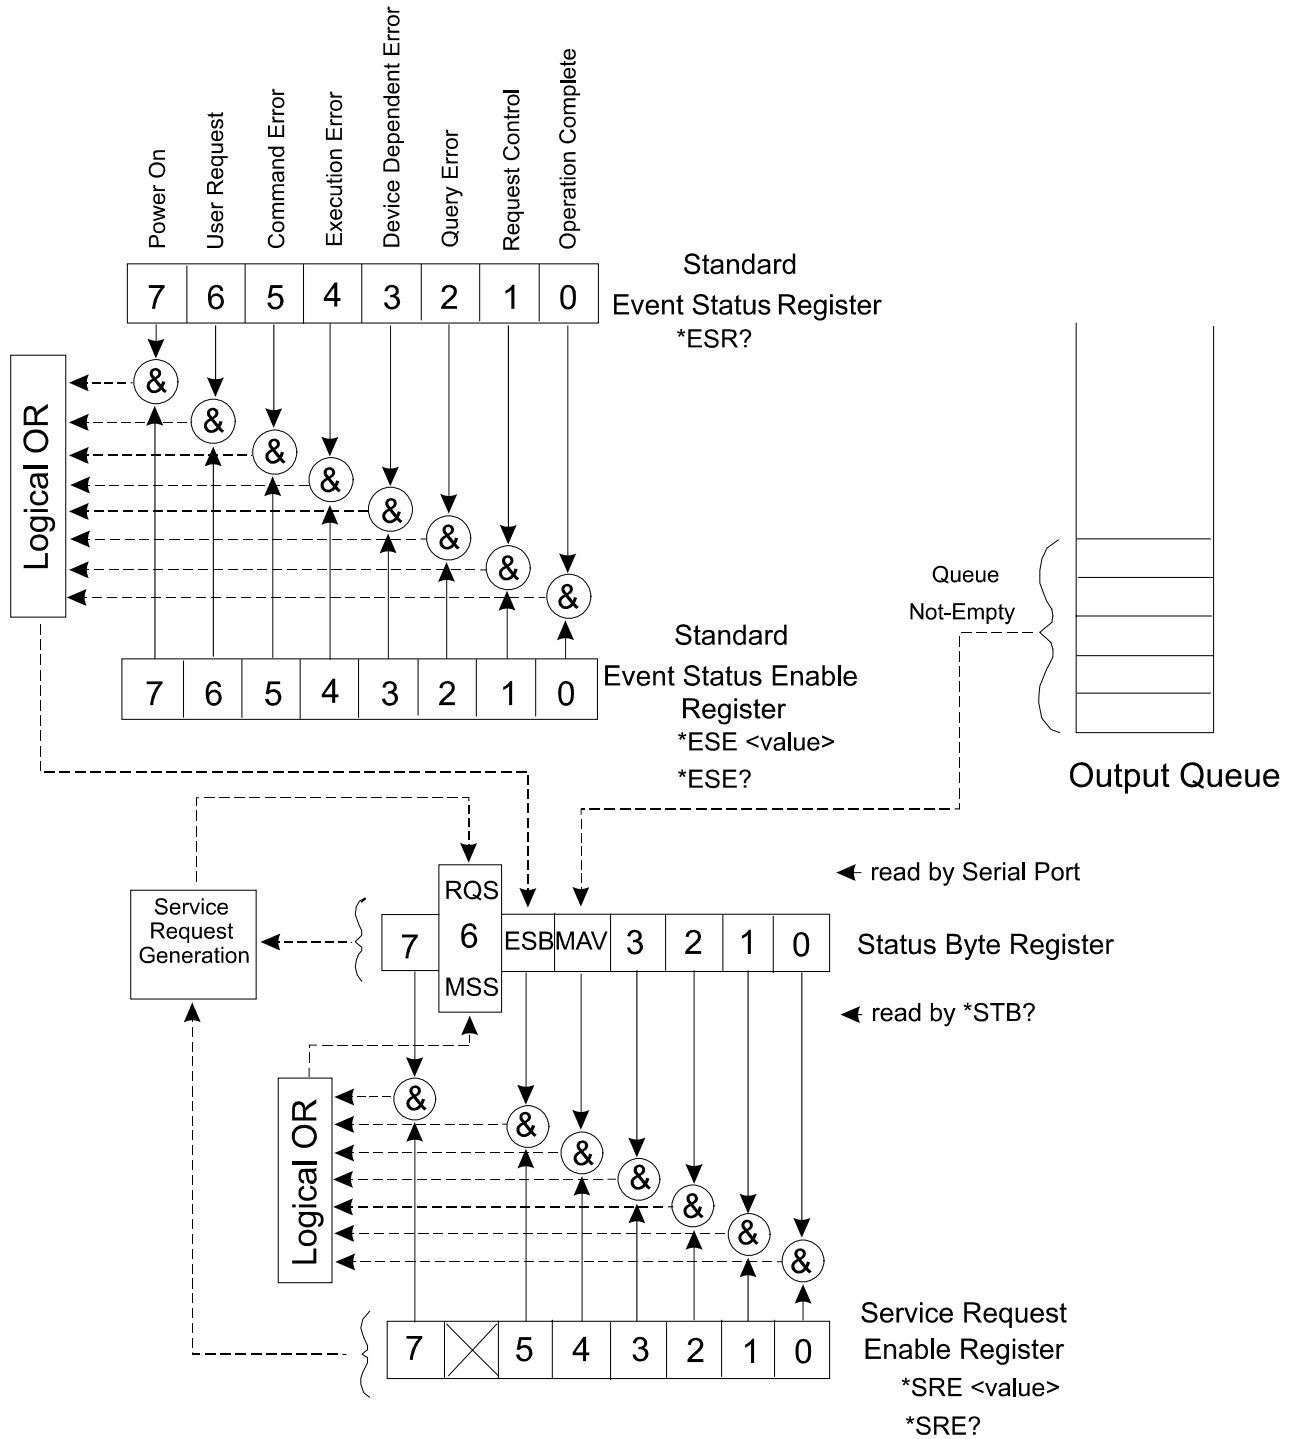 Power On
User Request
Command Error
Execution Error
Device Dependent Error
Query Error
Request Control
Operation Complete
7 6 5 4 3 2 1 0
Standard
Event Status Register
*ESR?
Logical OR
&
&
&
&
&
&
&
&
Queue
Not-Empty
Output Queue
7 6 5 4 3 2 1 0
Standard
Event Status Enable
Register
*ESE <value>
*ESE?
read by Serial Port
Service
Request
Generation
RQS
7 6 ESB MAV 3 2 1 0
MSS
Status Byte Register
read by *STB?
Logical OR
&
&
&
&
&
&
&
7 5 4 3 2 1 0
Service Request
Enable Register
*SRE <value>
*SRE?